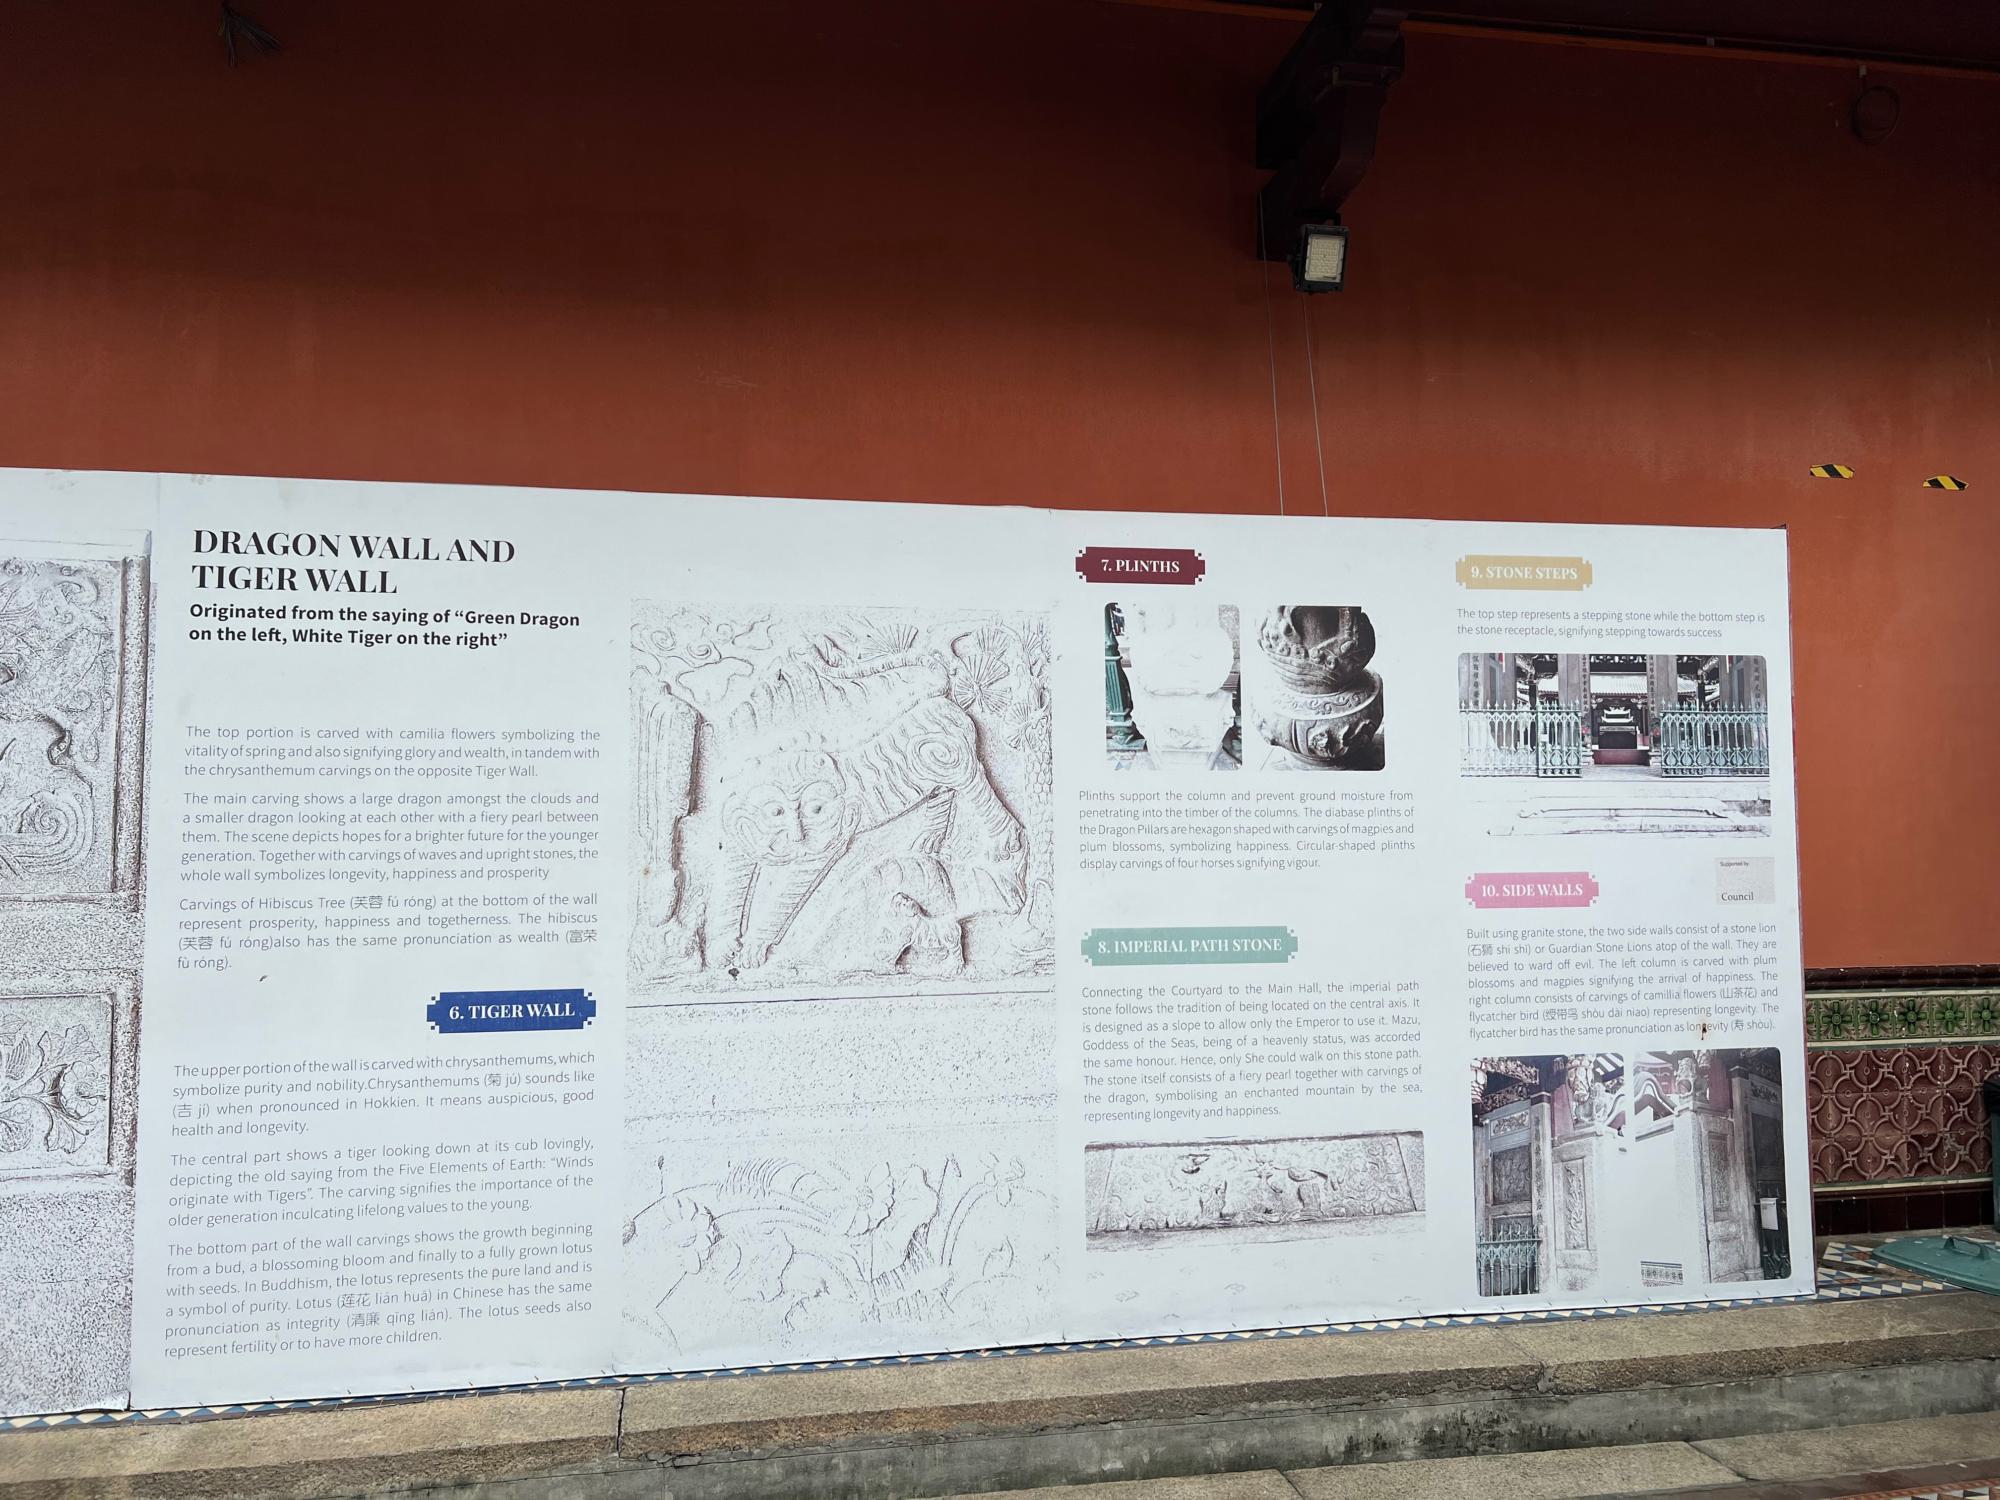 DRAGON WALL AND
TIGER WALL
Originated from the saying of “Green Dragon
on the left, White Tiger on the right”
The top portion is carved with camilia flowers symbolizing the
vitality of spring and also signifying glory and wealth, in tandem with
the chrysanthemum carvings on the opposite Tiger Wall.
The main carving shows a large dragon amongst the clouds and
a smaller dragon looking at each other with a fiery pearl between
them. The scene depicts hopes for a brighter future for the younger
generation. Together with carvings of waves and upright stones, the
whole wall symbolizes longevity, happiness and prosperity
Carvings of Hibiscus Tree (芙蓉 fú róng) at the bottom of the wall
represent prosperity, happiness and togetherness. The hibiscus
(芙蓉 fú róng)also has the same pronunciation as wealth (富荣
fù róng).
6. TIGER WALL
The upper portion of the wall is carved with chrysanthemums, which
symbolize purity and nobility.Chrysanthemums (菊 jú) sounds like
(吉 jí) when pronounced in Hokkien. It means auspicious, good
health and longevity.
The central part shows a tiger looking down at its cub lovingly,
depicting the old saying from the Five Elements of Earth: “Winds
originate with Tigers”. The carving signifies the importance of the
older generation inculcating lifelong values to the young.
The bottom part of the wall carvings shows the growth beginning
from a bud, a blossoming bloom and finally to a fully grown lotus
with seeds. In Buddhism, the lotus represents the pure land and is
a symbol of purity. Lotus (莲花 lián huā) in Chinese has the same
pronunciation as integrity (清廉 qīng lián). The lotus seeds also
represent fertility or to have more children.
7. PLINTHS
Plinths support the column and prevent ground moisture from
penetrating into the timber of the columns. The diabase plinths of
the Dragon Pillars are hexagon shaped with carvings of magpies and
plum blossoms, symbolizing happiness. Circular-shaped plinths
display carvings of four horses signifying vigour.
8. IMPERIAL PATH STONE
Connecting the Courtyard to the Main Hall, the imperial path
stone follows the tradition of being located on the central axis. It
is designed as a slope to allow only the Emperor to use it. Mazu,
Goddess of the Seas, being of a heavenly status, was accorded
the same honour. Hence, only She could walk on this stone path.
The stone itself consists of a fiery pearl together with carvings of
the dragon, symbolising an enchanted mountain by the sea,
representing longevity and happiness.
9. STONE STEPS
The top step represents a stepping stone while the bottom step is
the stone receptacle, signifying stepping towards success
Supported by
Council
10. SIDE WALLS
Built using granite stone, the two side walls consist of a stone lion
(石狮 shí shī) or Guardian Stone Lions atop of the wall. They are
believed to ward off evil. The left column is carved with plum
blossoms and magpies signifying the arrival of happiness. The
right column consists of carvings of camillia flowers (山茶花) and
flycatcher bird (绶带鸟 shòu dài niao) representing longevity. The
flycatcher bird has the same pronunciation as longevity (寿 shòu).